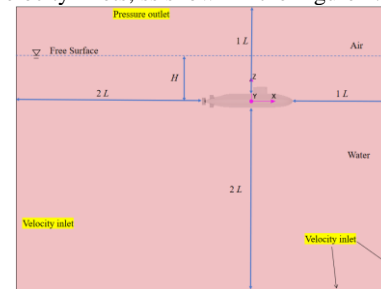 Pressure outlet
1 L
Free Surface
Air
H
Z
2 L
Y X
1 L
Water
2 L
Velocity inlet
Velocity inlet